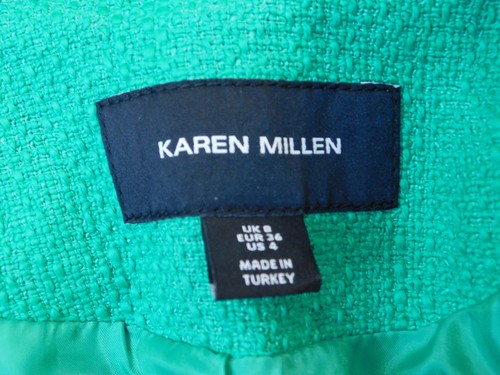 KAREN MILLEN
UK 8
EUR 36
US 4
MADE IN
TURKEY